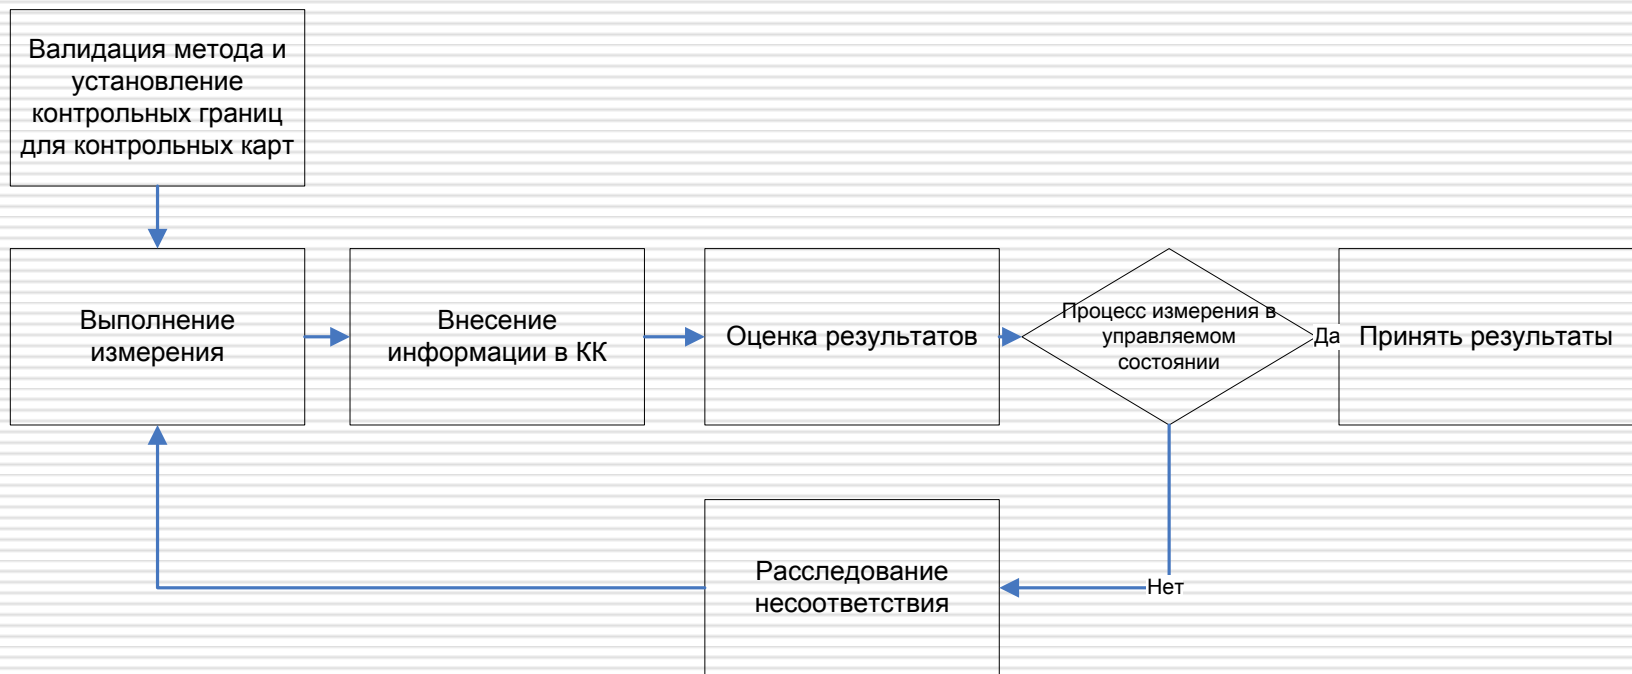 Валидация метода и
установление
контрольных границ
для контрольных карт
Выполнение
измерения
Внесение
информации в КК
Оценка результатов
Процесс измерения в
управляемом
состоянии
Да
Принять результаты
Расследование
несоответствия
Нет